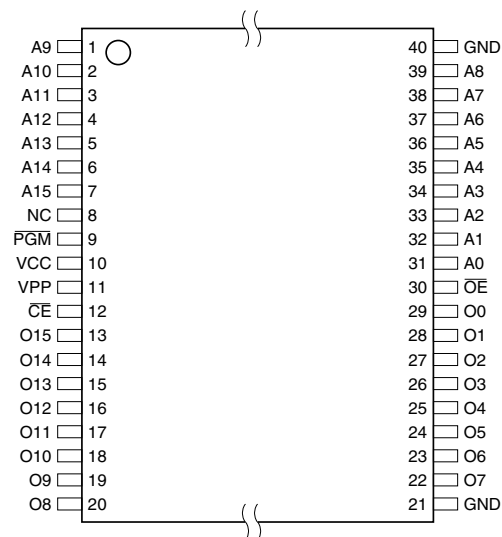 A9 1 40 GND
A10 2 39 A8
A11 3 38 A7
A12 4 37 A6
A13 5 36 A5
A14 6 35 A4
A15 7 34 A3
NC 8 33 A2
PGM 9 32 A1
VCC 10 31 A0
VPP 11 30 OE
CE 12 29 O0
O15 13 28 O1
O14 14 27 O2
O13 15 26 O3
O12 16 25 O4
O11 17 24 O5
O10 18 23 O6
O9 19 22 O7
O8 20 21 GND